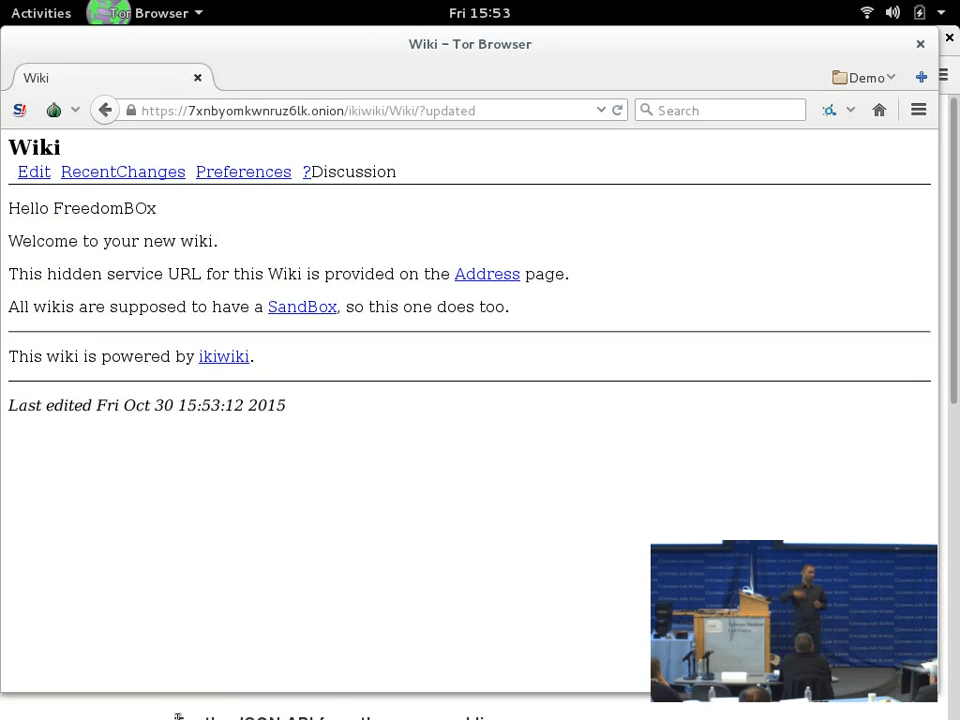 Activities Tor Browser Fri 15:53
Wiki – Tor Browser
Wiki Demo
S! https://7xnbyomkwnruz6lk.onion/ikiwiki/Wiki/?updated Search
Wiki
Edit RecentChanges Preferences ?Discussion
Hello FreedomBOx
Welcome to your new wiki.
This hidden service URL for this Wiki is provided on the Address page.
All wikis are supposed to have a SandBox, so this one does too.
This wiki is powered by ikiwiki.
Last edited Fri Oct 30 15:53:12 2015
Columbia Law School